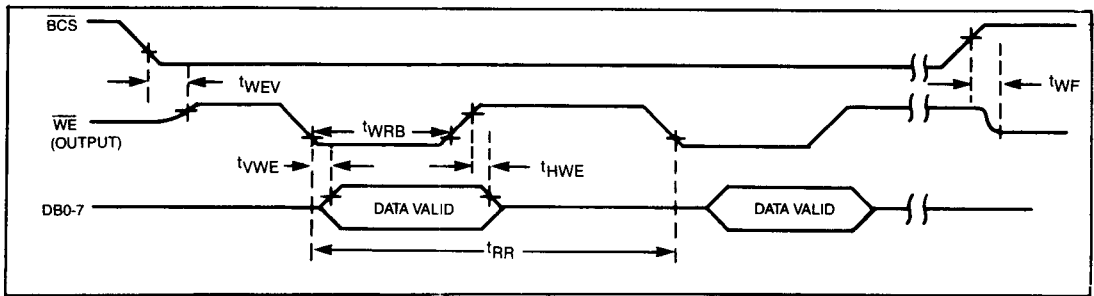 BCS
tWEV
tWF
WE
(OUTPUT)
tWRB
tVWE
tHWE
DB0-7
DATA VALID
DATA VALID
tRR